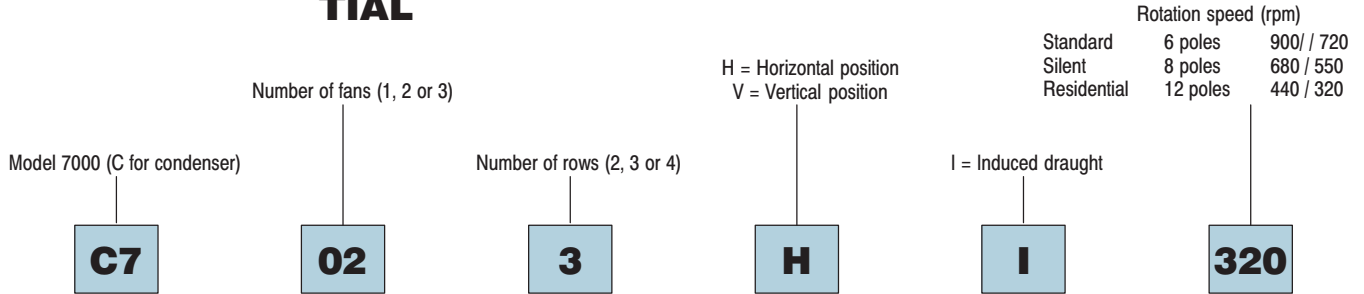 TIAL
Rotation speed (rpm)
Standard 6 poles 900/ / 720
Silent 8 poles 680 / 550
Residential 12 poles 440 / 320
H = Horizontal position
V = Vertical position
Number of fans (1, 2 or 3)
Model 7000 (C for condenser)
Number of rows (2, 3 or 4)
I = Induced draught
C7 02 3 H I 320